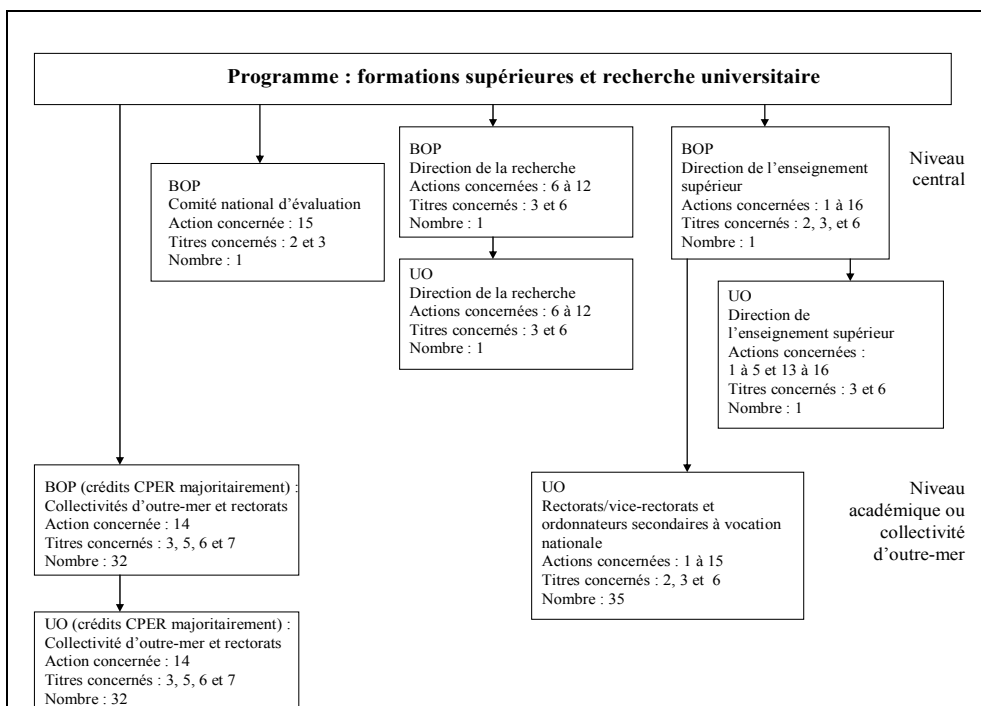 Programme : formations supérieures et recherche universitaire
BOP
Comité national d’évaluation
Action concernée : 15
Titres concernés : 2 et 3
Nombre : 1
BOP
Direction de la recherche
Actions concernées : 6 à 12
Titres concernés : 3 et 6
Nombre : 1
BOP
Direction de l’enseignement
supérieur
Actions concernées : 1 à 16
Titres concernés : 2, 3, et 6
Nombre : 1
Niveau
central
UO
Direction de la recherche
Actions concernées : 6 à 12
Titres concernés : 3 et 6
Nombre : 1
UO
Direction de
l’enseignement supérieur
Actions concernées :
1 à 5 et 13 à 16
Titres concernés : 3 et 6
Nombre : 1
BOP (crédits CPER majoritairement) :
Collectivités d’outre-mer et rectorats
Action concernée : 14
Titres concernés : 3, 5, 6 et 7
Nombre : 32
UO
Rectorats/vice-rectorats et
ordonnateurs secondaires à vocation
nationale
Actions concernées : 1 à 15
Titres concernés : 2, 3 et 6
Nombre : 35
Niveau
académique ou
collectivité
d’outre-mer
UO (crédits CPER majoritairement) :
Collectivité d’outre-mer et rectorats
Action concernée : 14
Titres concernés : 3, 5, 6 et 7
Nombre : 32